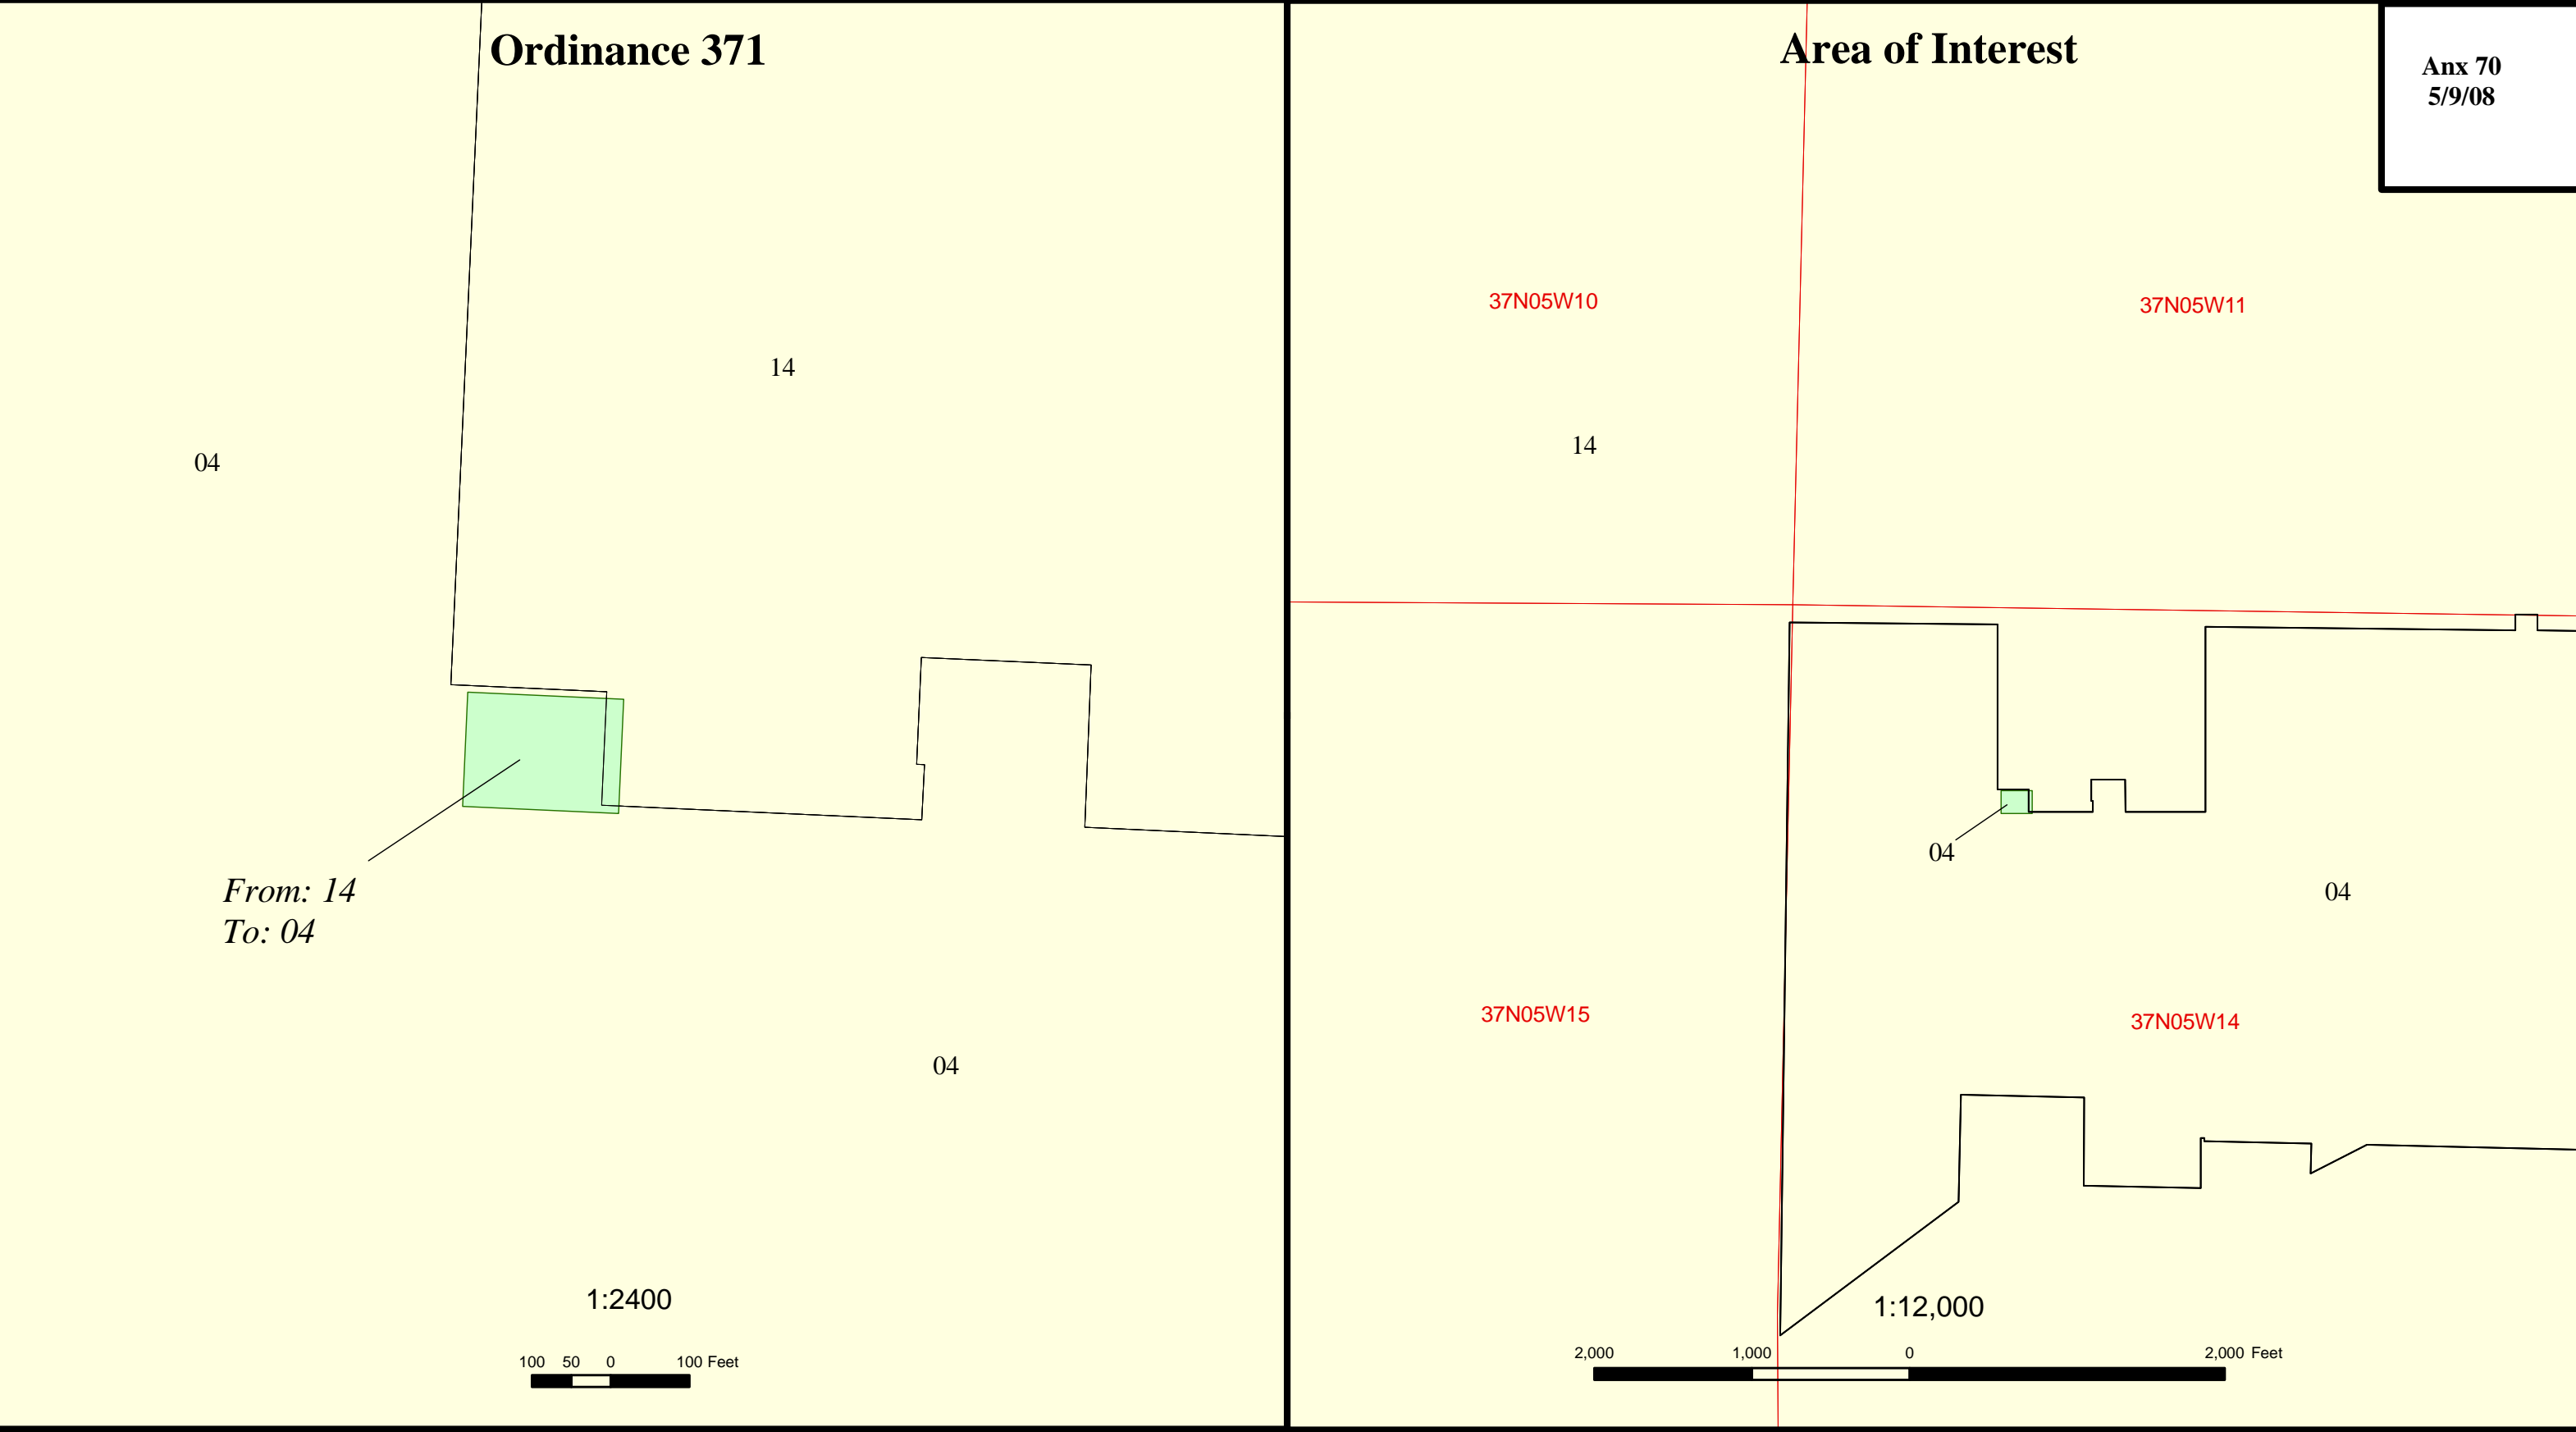 Ordinance 371
14
04
From: 14
To: 04
04
1:2400
100 50 0 100 Feet
Area of Interest
Anx 70
5/9/08
37N05W10
37N05W11
14
04
04
37N05W15
37N05W14
1:12,000
2,000 1,000 0 2,000 Feet